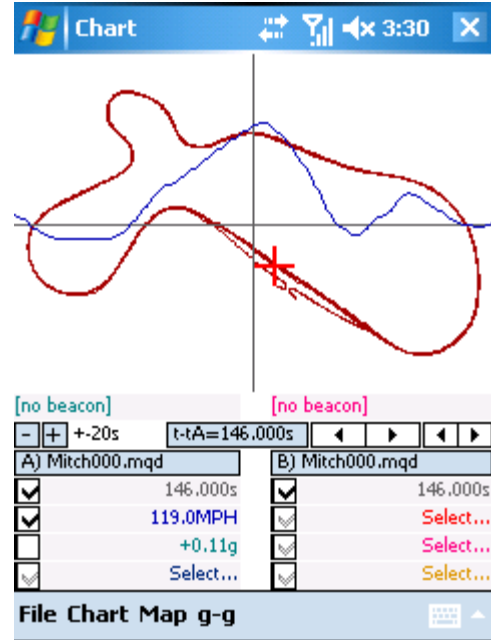 Chart 3:30
[no beacon] [no beacon]
- + +-20s t-tA=146.000s
A) Mitch000.mqd B) Mitch000.mqd
146.000s 146.000s
119.0MPH Select...
+0.11g Select...
Select... Select...
File Chart Map g-g